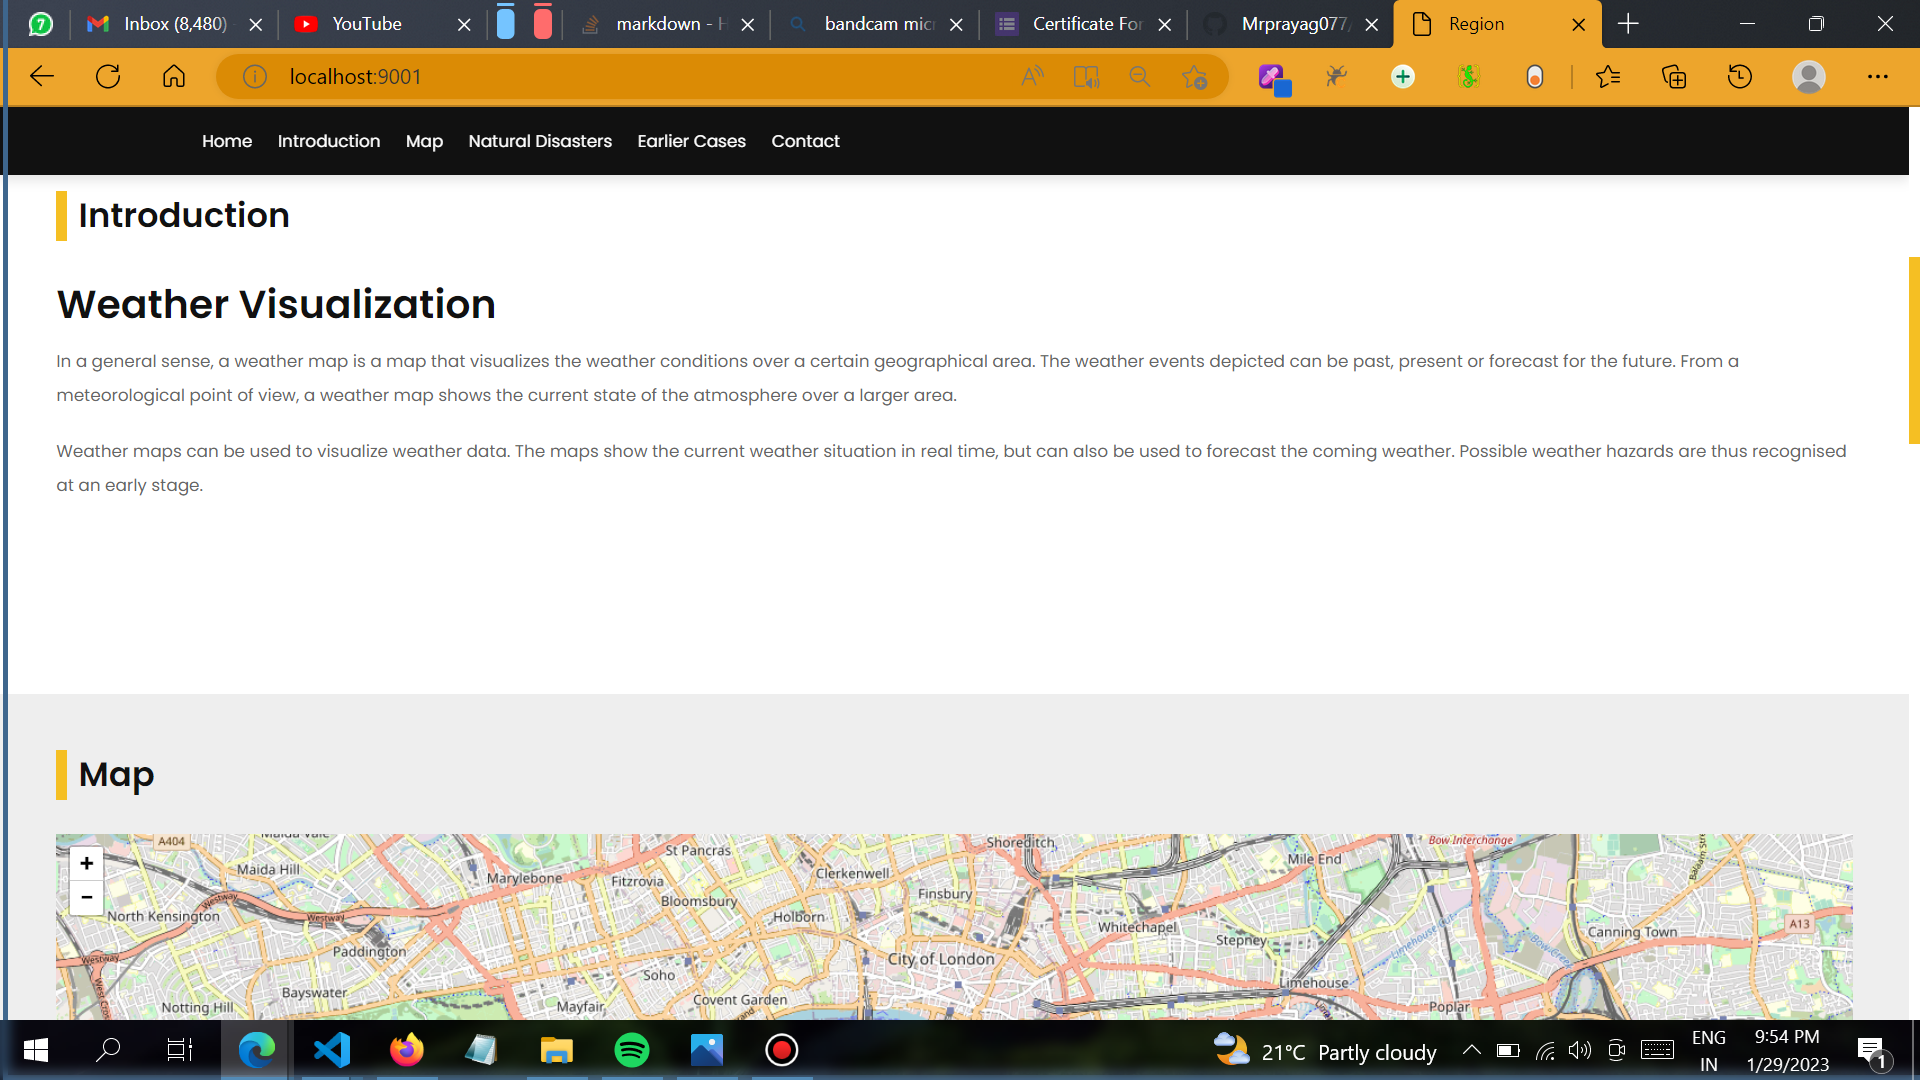 7
Inbox (8,480)
YouTube
markdown - H
bandcam mic
Certificate For
Mrprayag077/
Region
localhost:9001
Home Introduction Map Natural Disasters Earlier Cases Contact
Introduction
Weather Visualization
In a general sense, a weather map is a map that visualizes the weather conditions over a certain geographical area. The weather events depicted can be past, present or forecast for the future. From a
meteorological point of view, a weather map shows the current state of the atmosphere over a larger area.
Weather maps can be used to visualize weather data. The maps show the current weather situation in real time, but can also be used to forecast the coming weather. Possible weather hazards are thus recognised
at an early stage.
Map
+
−
A404
St Pancras
Shoreditch
Bow Interchange
Mile End
Maida Hill
Marylebone
Fitzrovia
Clerkenwell
Finsbury
Bloomsbury
North Kensington
Westway
Westway
Holborn
Whitechapel
Stepney
Limehouse Cut
Canning Town
A13
Paddington
Westway
Soho
City of London
Bow Creek
Bayswater
Limehouse
Notting Hill
Mayfair
Covent Garden
Poplar
21°C Partly cloudy
ENG
IN
9:54 PM
1/29/2023
1